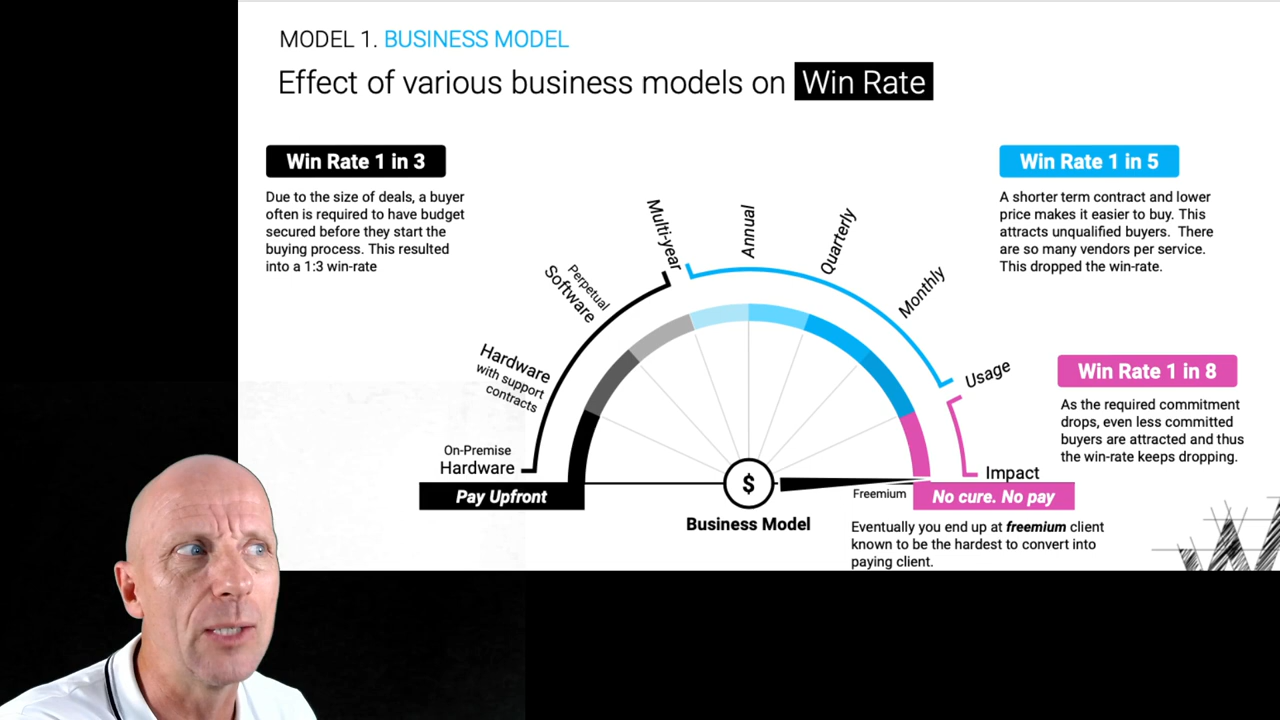 MODEL 1. BUSINESS MODEL
Effect of various business models on Win Rate
Win Rate 1 in 3
Due to the size of deals, a buyer
often is required to have budget
secured before they start the
buying process. This resulted
into a 1:3 win-rate
Win Rate 1 in 5
A shorter term contract and lower
price makes it easier to buy. This
attracts unqualified buyers. There
are so many vendors per service.
This dropped the win-rate.
On-Premise
Hardware
Hardware
with support
contracts
Perpetual
Software
Multi-year
Annual
Quarterly
Monthly
Usage
Impact
Win Rate 1 in 8
As the required commitment
drops, even less committed
buyers are attracted and thus
the win-rate keeps dropping.
Pay Upfront
$
Business Model
Freemium
No cure. No pay
Eventually you end up at freemium client
known to be the hardest to convert into
paying client.